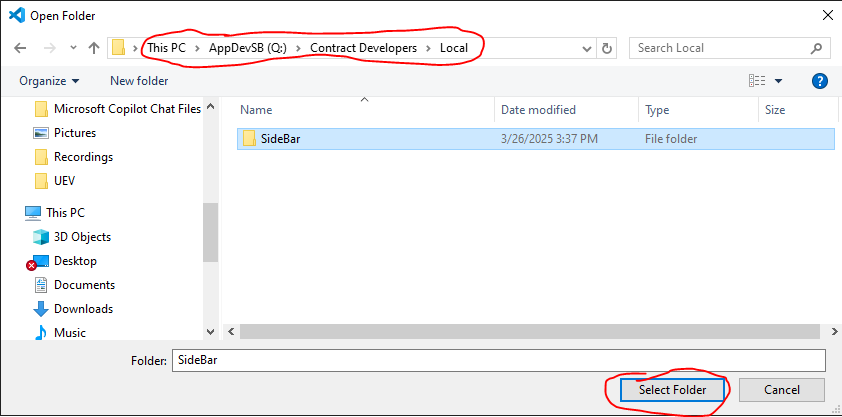 Open Folder
This PC > AppDevSB (Q:) > Contract Developers > Local
Search Local
Organize
New folder
?
Name
Date modified
Type
Size
Microsoft Copilot Chat Files
Pictures
Recordings
UEV
This PC
3D Objects
Desktop
Documents
Downloads
Music
SideBar
3/26/2025 3:37 PM
File folder
Folder:
SideBar
Select Folder
Cancel